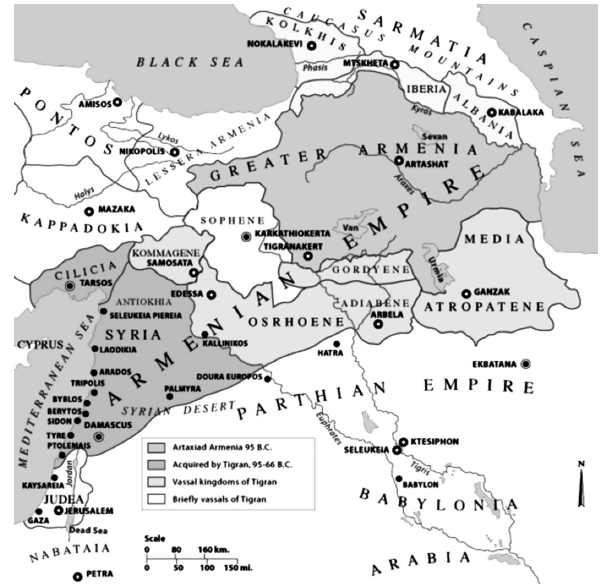 SARMATIA
CAUCASUS MOUNTAINS
KOLKHIS
NOKALAKEVI
CASPIAN SEA
BLACK SEA
Phasis
MTSKHETA
IBERIA
ALBANIA
KABALAKA
PONTOS
AMISOS
Kyros
Lykos
Sevan
NIKOPOLIS
LESSERA ARMENIA
GREATER ARMENIA
ARTASHAT
Araxes
Halys
MAZAKA
KAPPADOKIA
SOPHENE
KARKATHIOKERTA
TIGRANAKERT
Van
ARMENIAN EMPIRE
MEDIA
ATROPATENE
KOMMAGENE
SAMOSATA
GORDYENE
Urmia
CILICIA
TARSOS
EDESSA
ADIABENE
ARBELA
GANZAK
ANTIOKHIA
SELEUKEIA PIEREIA
OSRHOENE
SYRIA
KALLINIKOS
CYPRUS
MEDITERRANEAN SEA
LAODIKIA
HATRA
EKBATANA
ARADOS
TRIPOLIS
DOURA EUROPOS
PALMYRA
PARTHIAN EMPIRE
BYBLOS
BERYTOS
SYRIAN DESERT
SIDON
DAMASCUS
TYRE
PTOLEMAIS
Euphrates
KTESIPHON
SELEUKEIA
Tigris
Jordan
KAYSAREIA
BABYLON
BABYLONIA
JUDEA
JERUSALEM
GAZA
Dead Sea
NABATAIA
PETRA
ARABIA
Artaxiad Armenia 95 B.C.
Acquired by Tigran, 95-66 B.C.
Vassal kingdoms of Tigran
Briefly vassals of Tigran
Scale
0 80 160 km.
0 50 100 150 mi.
N